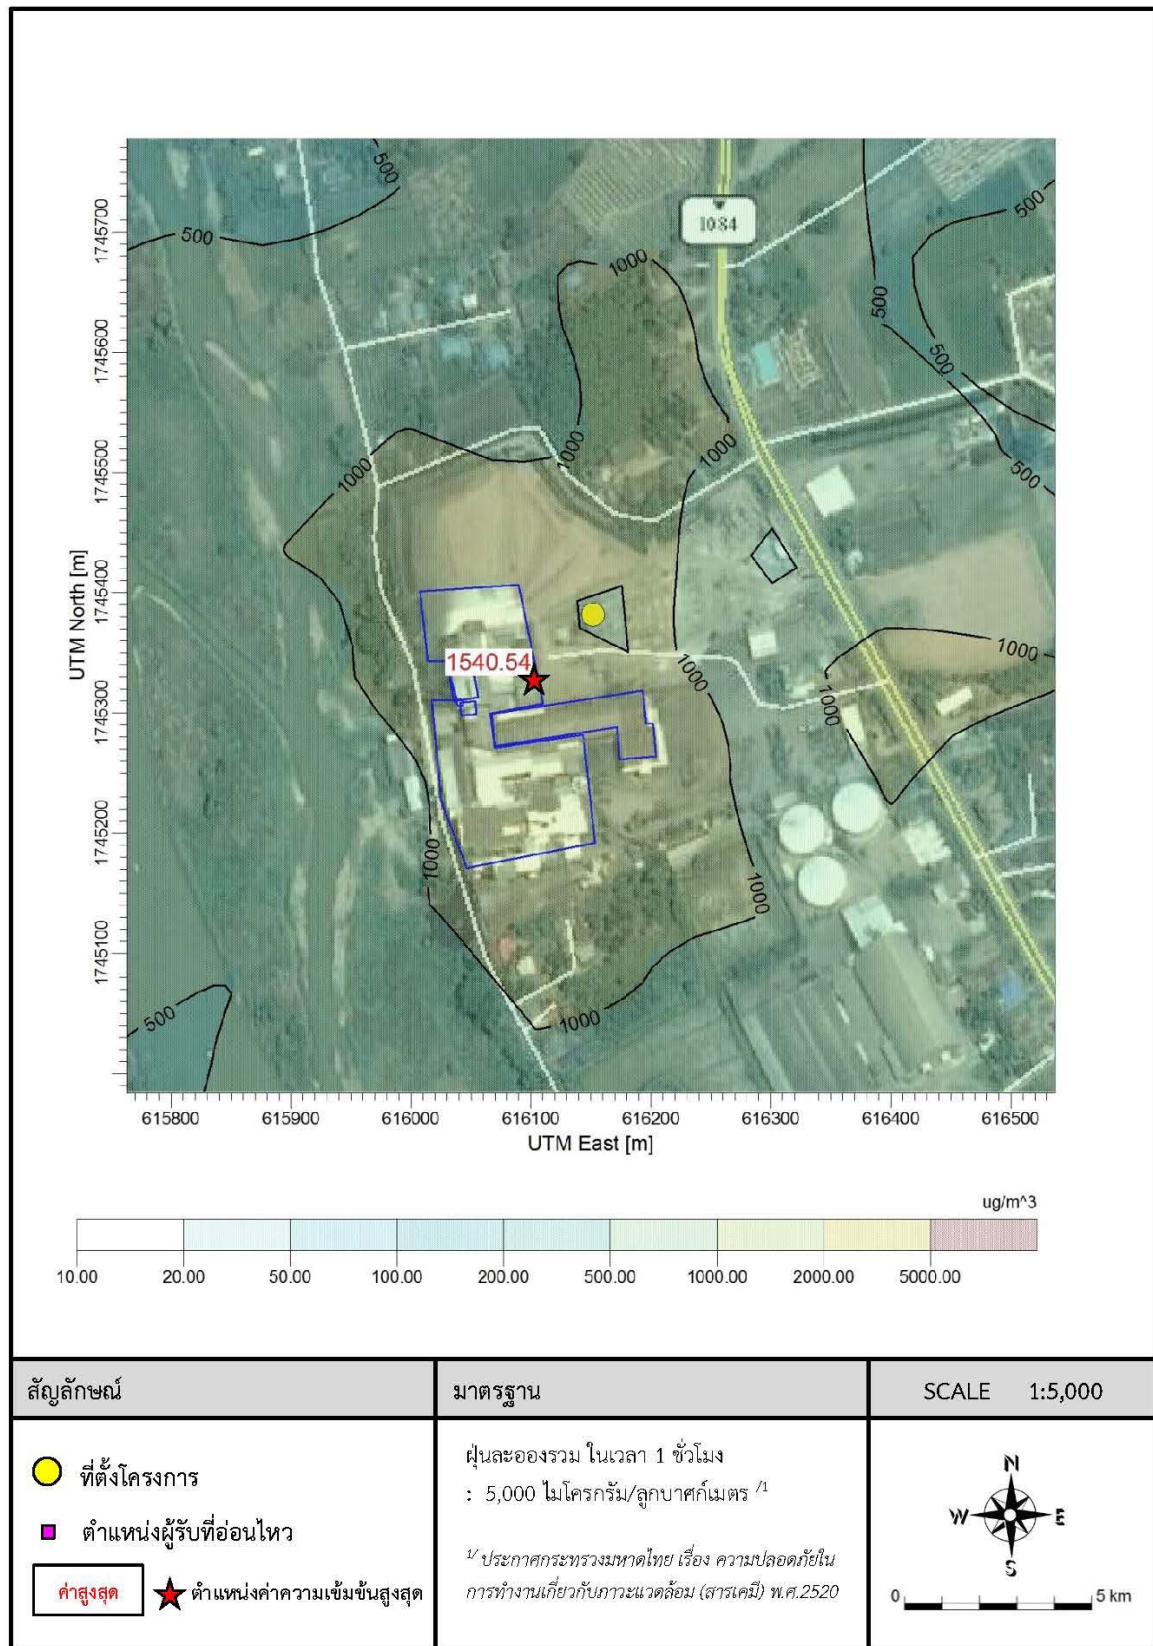 500
500
1084
1000
500
500
500
500
1000
1000
1000
1000
1540.54
1000
1000
1000
1000
1000
1000
500
UTM North [m]
1745700
1745600
1745500
1745400
1745300
1745200
1745100
615800 615900 616000 616100 616200 616300 616400 616500
UTM East [m]
ug/m^3
10.00 20.00 50.00 100.00 200.00 500.00 1000.00 2000.00 5000.00
สัญลักษณ์
ที่ตั้งโครงการ
ตำแหน่งผู้รับที่อ่อนไหว
ค่าสูงสุด ตำแหน่งค่าความเข้มข้นสูงสุด
มาตรฐาน
ฝุ่นละอองรวม ในเวลา 1 ชั่วโมง
: 5,000 ไมโครกรัม/ลูกบาศก์เมตร /1
1/ ประกาศกระทรวงมหาดไทย เรื่อง ความปลอดภัยใน
การทำงานเกี่ยวกับภาวะแวดล้อม (สารเคมี) พ.ศ.2520
SCALE 1:5,000
N
W E
S
0 5 km